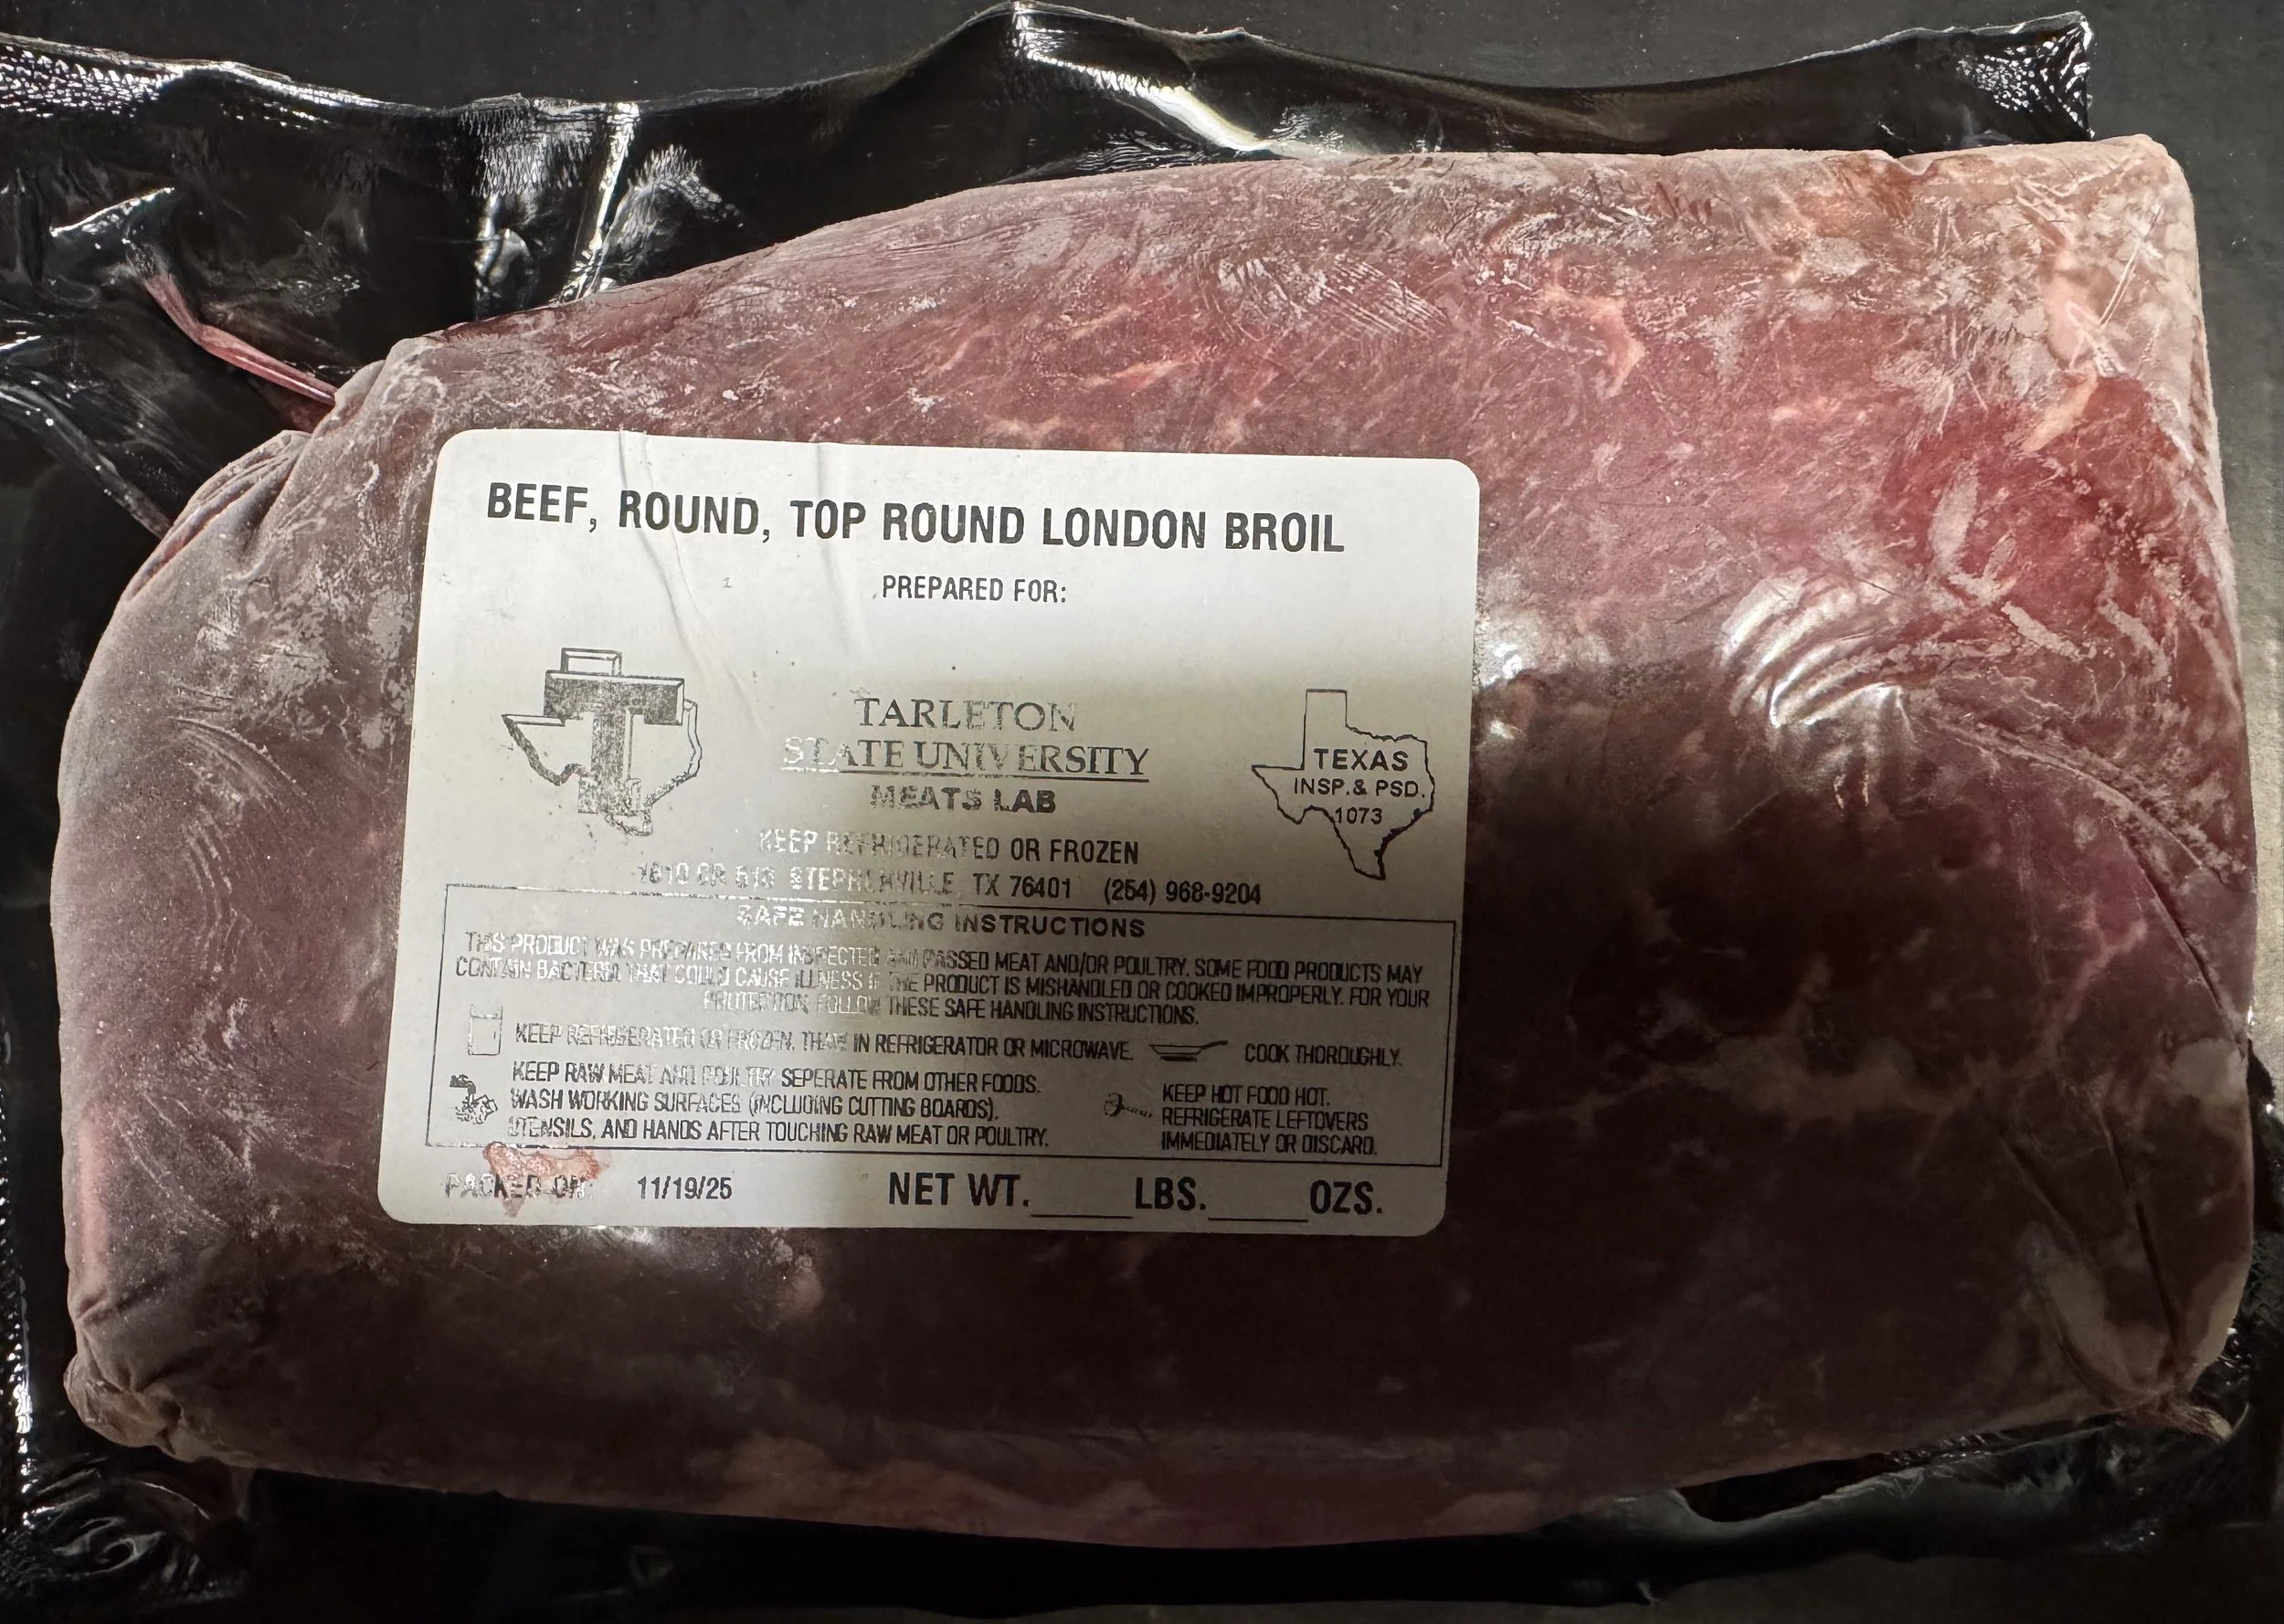 BEEF, ROUND, TOP ROUND LONDON BROIL
PREPARED FOR:
TARLETON
STATE UNIVERSITY
MEATS LAB
TEXAS
INSP.& PSD.
1073
KEEP REFRIGERATED OR FROZEN
STEPHENVILLE, TX 76401 (254) 968-9204
SAFE HANDLING INSTRUCTIONS
THIS PRODUCT WAS PREPARED FROM INSPECTED AND PASSED MEAT AND/OR POULTRY. SOME FOOD PRODUCTS MAY
CONTAIN BACTERIA THAT COULD CAUSE ILLNESS IF THE PRODUCT IS MISHANDLED OR COOKED IMPROPERLY. FOR YOUR
PROTECTION, FOLLOW THESE SAFE HANDLING INSTRUCTIONS.
KEEP REFRIGERATED OR FROZEN. THAW IN REFRIGERATOR OR MICROWAVE.
COOK THOROUGHLY.
KEEP RAW MEAT AND POULTRY SEPERATE FROM OTHER FOODS.
WASH WORKING SURFACES (INCLUDING CUTTING BOARDS),
UTENSILS, AND HANDS AFTER TOUCHING RAW MEAT OR POULTRY.
KEEP HOT FOOD HOT.
REFRIGERATE LEFTOVERS
IMMEDIATELY OR DISCARD.
PACKED ON: 11/19/25 NET WT. LBS. OZS.